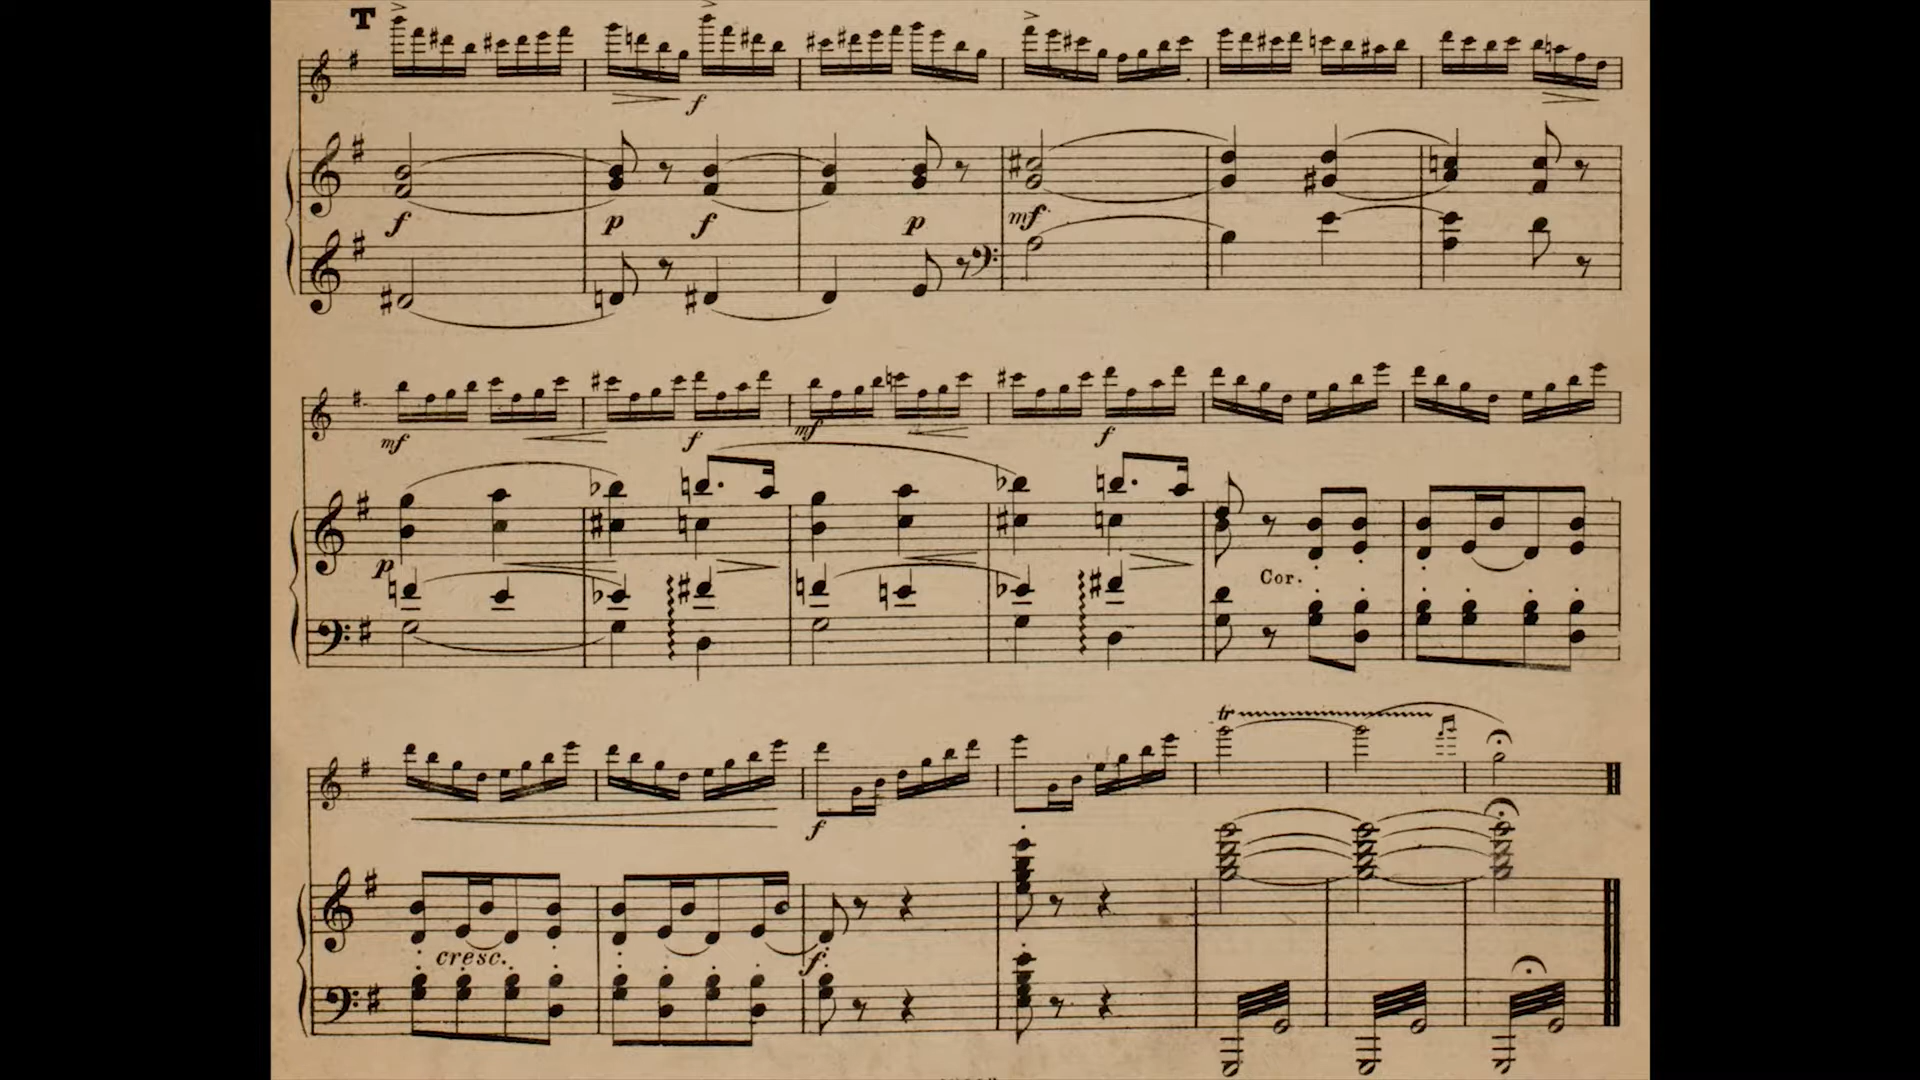 T
f
f p f p mf
mf f mf f
p
Cor.
tr
f
cresc. f